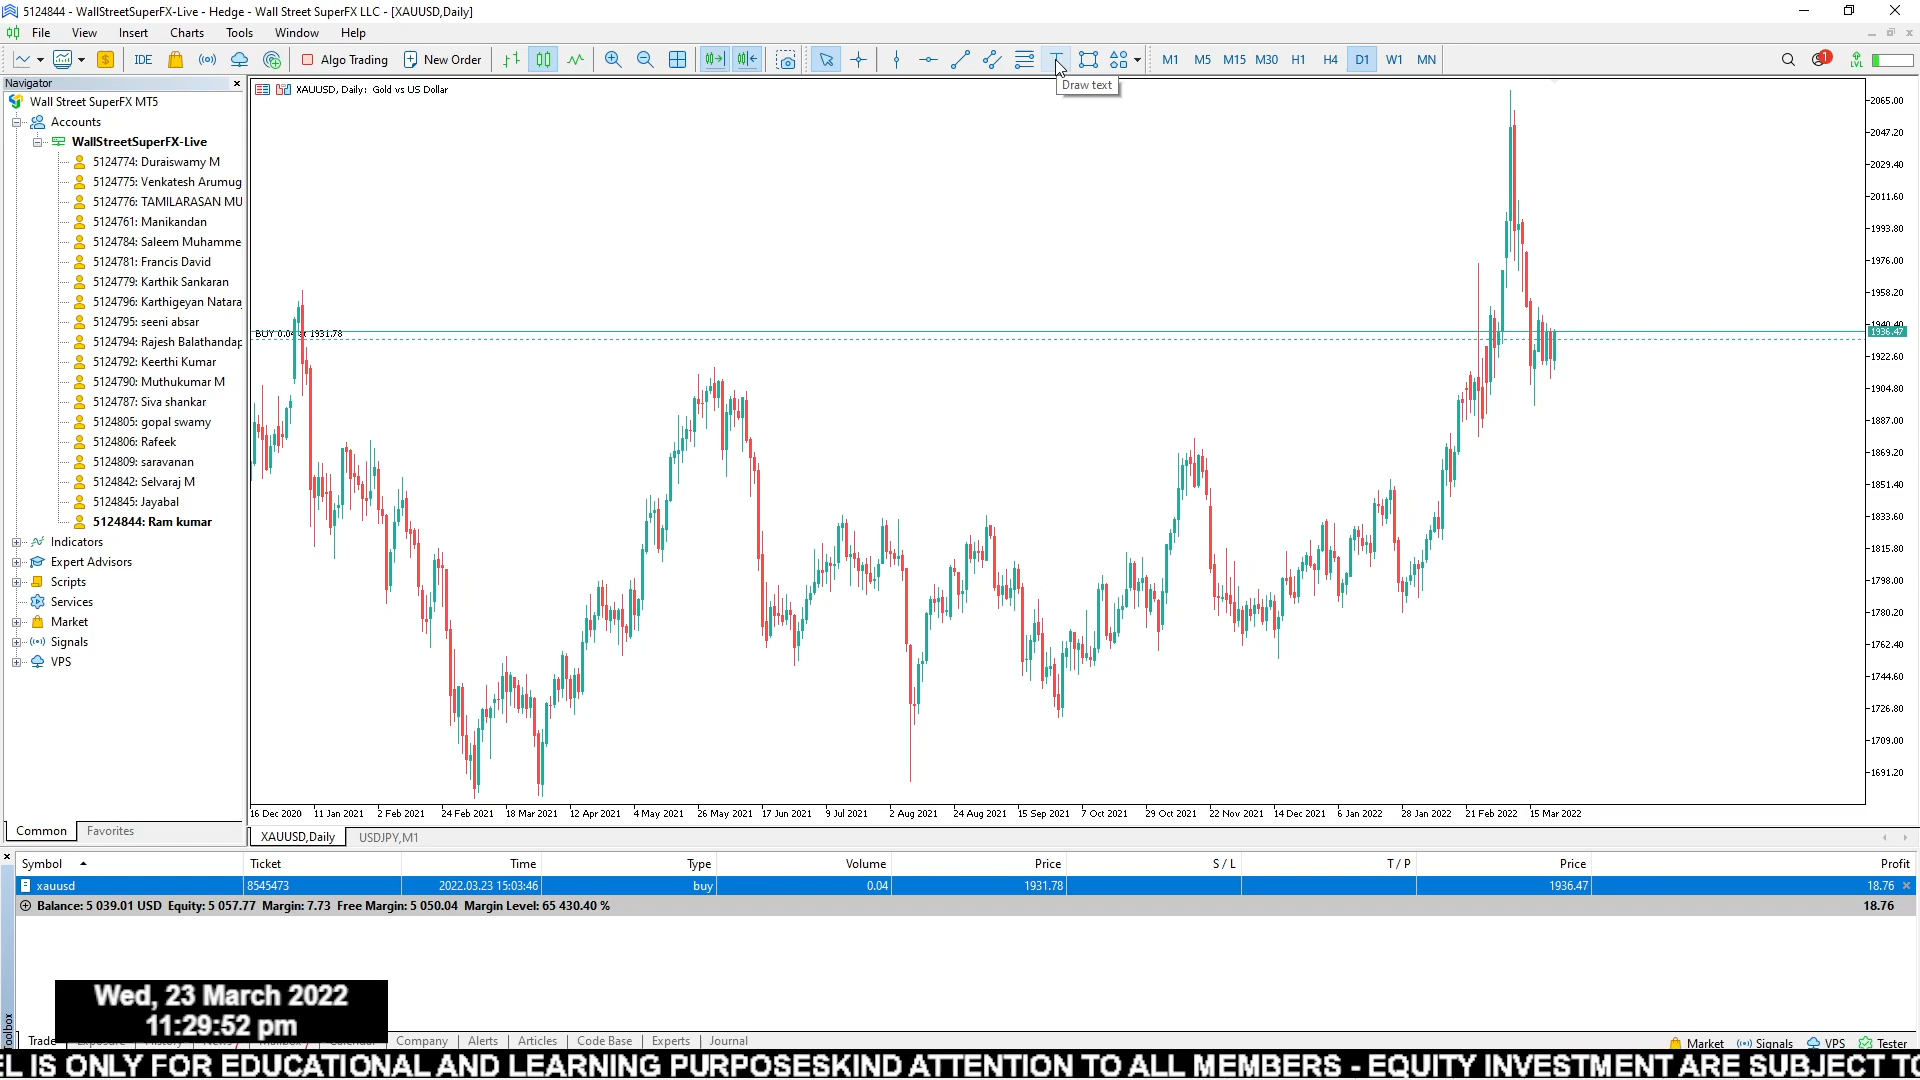 5124844 - WallStreetSuperFX-Live - Hedge - Wall Street SuperFX LLC - [XAUUSD,Daily]
File View Insert Charts Tools Window Help
IDE Algo Trading New Order M1 M5 M15 M30 H1 H4 D1 W1 MN
Draw text
Navigator
Wall Street SuperFX MT5
Accounts
WallStreetSuperFX-Live
5124774: Duraiswamy M
5124775: Venkatesh Arumug
5124776: TAMILARASAN MU
5124761: Manikandan
5124784: Saleem Muhamme
5124781: Francis David
5124779: Karthik Sankaran
5124796: Karthigeyan Natara
5124795: seeni absar
5124794: Rajesh Balathandap
5124792: Keerthi Kumar
5124790: Muthukumar M
5124787: Siva shankar
5124805: gopal swamy
5124806: Rafeek
5124809: saravanan
5124842: Selvaraj M
5124845: Jayabal
5124844: Ram kumar
Indicators
Expert Advisors
Scripts
Services
Market
Signals
VPS
Common Favorites
XAUUSD, Daily: Gold vs US Dollar
BUY 0.04 at 1931.78
2065.00
2047.20
2029.40
2011.60
1993.80
1976.00
1958.20
1940.40
1936.47
1922.60
1904.80
1887.00
1869.20
1851.40
1833.60
1815.80
1798.00
1780.20
1762.40
1744.60
1726.80
1709.00
1691.20
16 Dec 2020 11 Jan 2021 2 Feb 2021 24 Feb 2021 18 Mar 2021 12 Apr 2021 4 May 2021 26 May 2021 17 Jun 2021 9 Jul 2021 2 Aug 2021 24 Aug 2021 15 Sep 2021 7 Oct 2021 29 Oct 2021 22 Nov 2021 14 Dec 2021 6 Jan 2022 28 Jan 2022 21 Feb 2022 15 Mar 2022
XAUUSD,Daily USDJPY,M1
Symbol Ticket Time Type Volume Price S / L T / P Price Profit
xauusd 8545473 2022.03.23 15:03:46 buy 0.04 1931.78 1936.47 18.76
Balance: 5 039.01 USD Equity: 5 057.77 Margin: 7.73 Free Margin: 5 050.04 Margin Level: 65 430.40 % 18.76
Wed, 23 March 2022
11:29:52 pm
Toolbox
Trade Company Alerts Articles Code Base Experts Journal
Market Signals VPS Tester
EL IS ONLY FOR EDUCATIONAL AND LEARNING PURPOSESKIND ATTENTION TO ALL MEMBERS - EQUITY INVESTMENT ARE SUBJECT TO